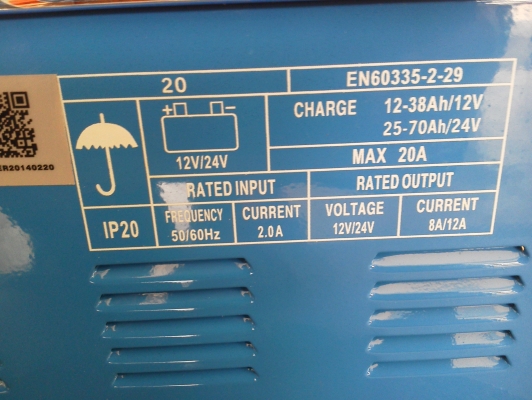 20
EN60335-2-29
+ −
12V/24V
CHARGE 12-38Ah/12V
25-70Ah/24V
MAX 20A
RATED INPUT
RATED OUTPUT
IP20
FREQUENCY
50/60Hz
CURRENT
2.0A
VOLTAGE
12V/24V
CURRENT
8A/12A
ER20140220